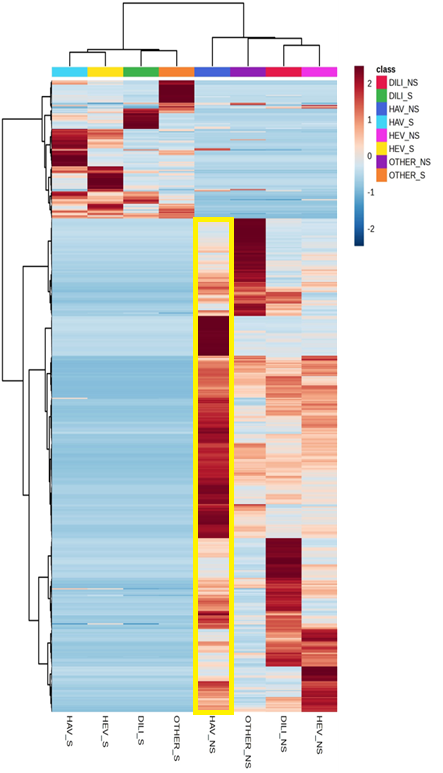 class
DILI_NS
DILI_S
HAV_NS
HAV_S
HEV_NS
HEV_S
OTHER_NS
OTHER_S
2
1
0
-1
-2
HAV_S
HEV_S
DILI_S
OTHER_S
HAV_NS
OTHER_NS
DILI_NS
HEV_NS